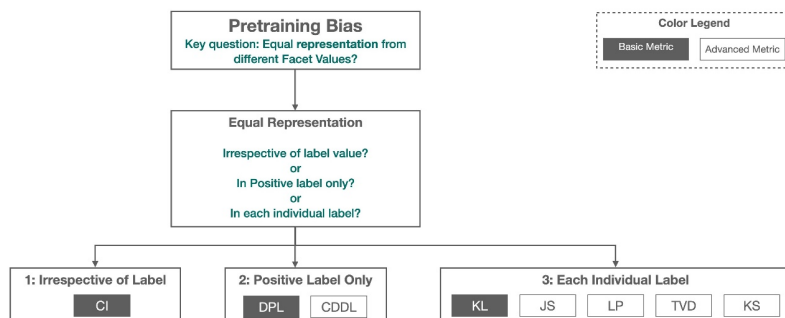 Pretraining Bias
Key question: Equal representation from
different Facet Values?
Color Legend
Basic Metric
Advanced Metric
Equal Representation
Irrespective of label value?
or
In Positive label only?
or
In each individual label?
1: Irrespective of Label
CI
2: Positive Label Only
DPL
CDDL
3: Each Individual Label
KL
JS
LP
TVD
KS